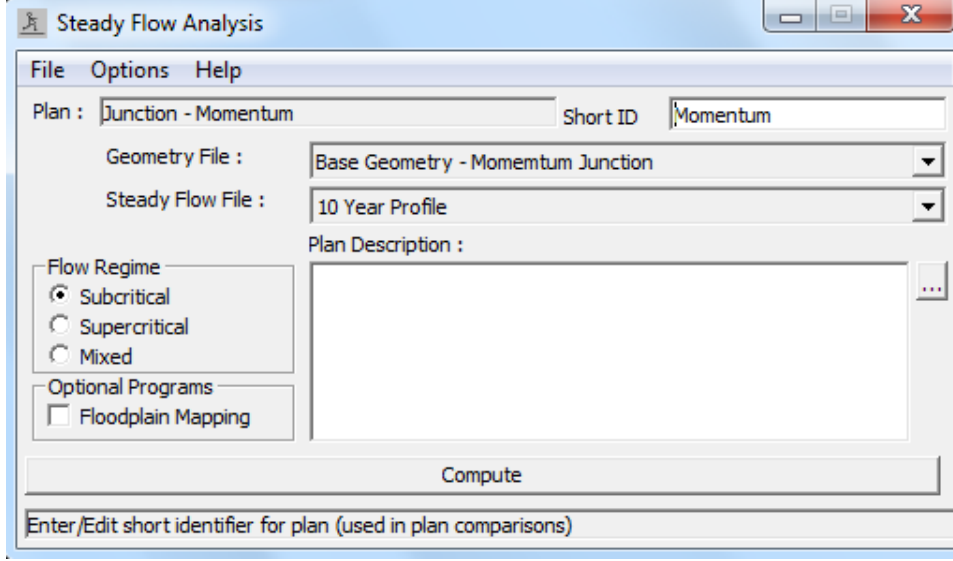 Steady Flow Analysis
File Options Help
Plan : Junction - Momentum Short ID Momentum
Geometry File : Base Geometry - Momemtum Junction
Steady Flow File : 10 Year Profile
Plan Description :
Flow Regime
Subcritical
...
Supercritical
Mixed
Optional Programs
Floodplain Mapping
Compute
Enter/Edit short identifier for plan (used in plan comparisons)